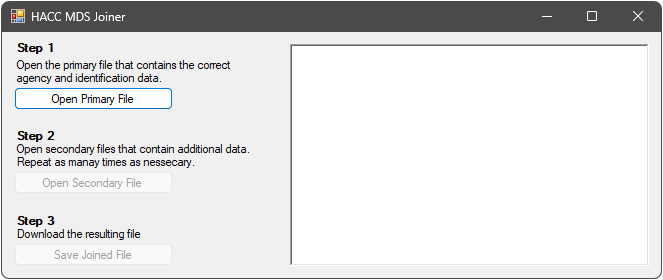 HACC MDS Joiner
Step 1
Open the primary file that contains the correct
agency and identification data.
Open Primary File
Step 2
Open secondary files that contain additional data.
Repeat as manay times as nessecary.
Open Secondary File
Step 3
Download the resulting file
Save Joined File